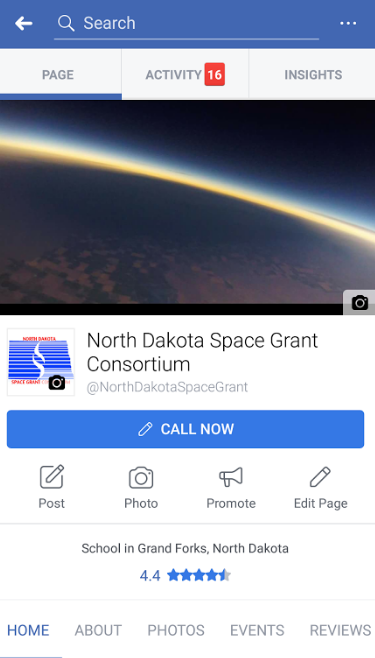 Search
PAGE
ACTIVITY 16
INSIGHTS
NORTH DAKOTA
SPACE GRANT
North Dakota Space Grant
Consortium
@NorthDakotaSpaceGrant
CALL NOW
Post
Photo
Promote
Edit Page
School in Grand Forks, North Dakota
4.4
HOME
ABOUT
PHOTOS
EVENTS
REVIEWS